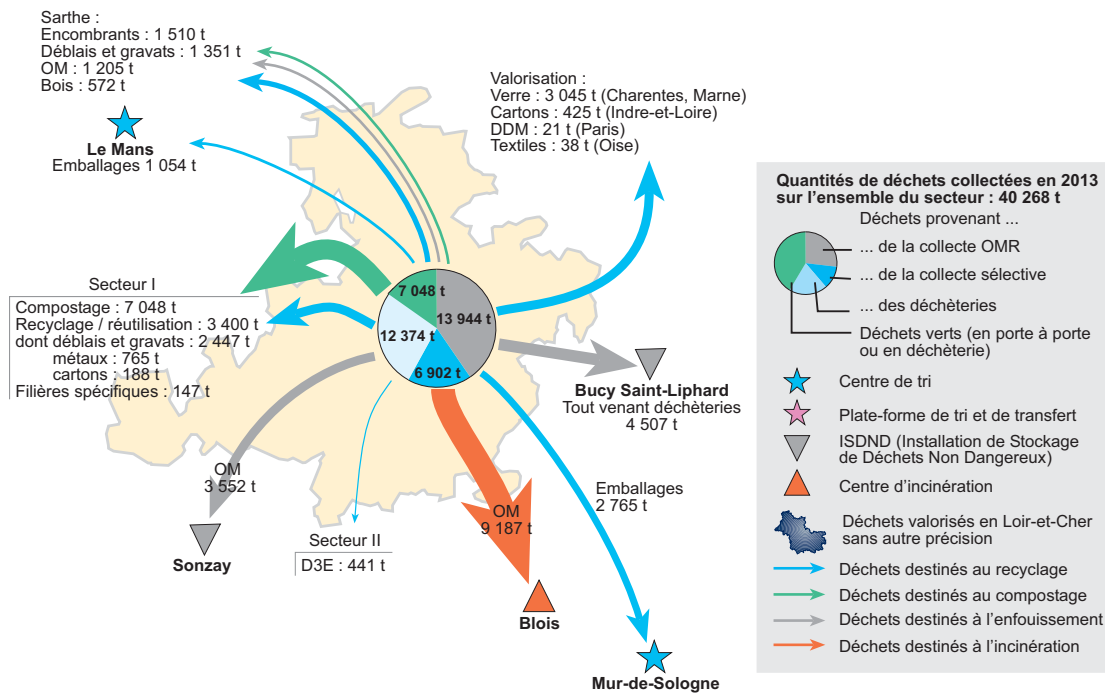 Sarthe :
Encombrants : 1 510 t
Déblais et gravats : 1 351 t
OM : 1 205 t
Bois : 572 t
Le Mans
Emballages 1 054 t
Valorisation :
Verre : 3 045 t (Charentes, Marne)
Cartons : 425 t (Indre-et-Loire)
DDM : 21 t (Paris)
Textiles : 38 t (Oise)
Secteur I
Compostage : 7 048 t
Recyclage / réutilisation : 3 400 t
dont déblais et gravats : 2 447 t
métaux : 765 t
cartons : 188 t
Filières spécifiques : 147 t
7 048 t
13 944 t
12 374 t
6 902 t
Bucy Saint-Liphard
Tout venant déchèteries
4 507 t
OM
3 552 t
Sonzay
Secteur II
D3E : 441 t
OM
9 187 t
Blois
Emballages
2 765 t
Mur-de-Sologne
Quantités de déchets collectées en 2013
sur l'ensemble du secteur : 40 268 t
Déchets provenant ...
... de la collecte OMR
... de la collecte sélective
... des déchèteries
Déchets verts (en porte à porte
ou en déchèterie)
Centre de tri
Plate-forme de tri et de transfert
ISDND (Installation de Stockage
de Déchets Non Dangereux)
Centre d'incinération
Déchets valorisés en Loir-et-Cher
sans autre précision
Déchets destinés au recyclage
Déchets destinés au compostage
Déchets destinés à l'enfouissement
Déchets destinés à l'incinération